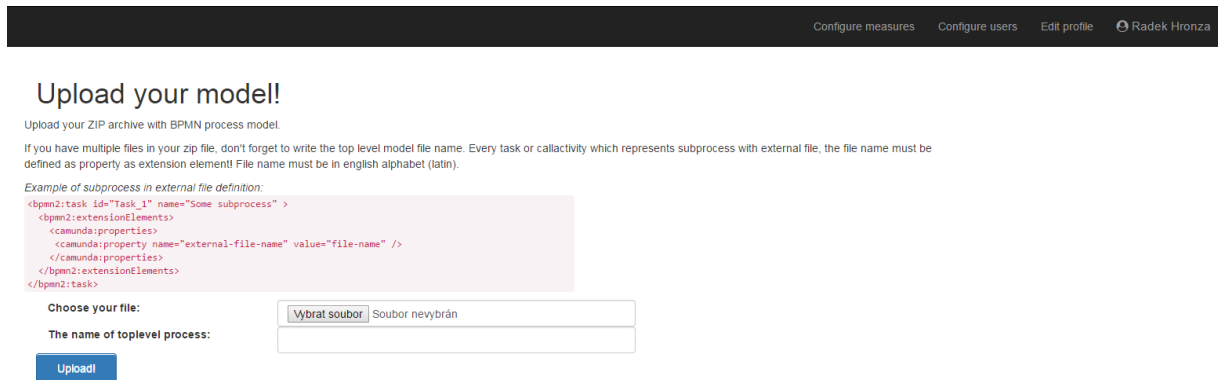 Configure measures Configure users Edit profile Radek Hronza
Upload your model!
Upload your ZIP archive with BPMN process model.
If you have multiple files in your zip file, don't forget to write the top level model file name. Every task or callactivity which represents subprocess with external file, the file name must be
defined as property as extension element! File name must be in english alphabet (latin).
Example of subprocess in external file definition:
<bpmn2:task id="Task_1" name="Some subprocess" >
  <bpmn2:extensionElements>
    <camunda:properties>
     <camunda:property name="external-file-name" value="file-name" />
    </camunda:properties>
  </bpmn2:extensionElements>
</bpmn2:task>
Choose your file: Vybrat soubor Soubor nevybrán
The name of toplevel process:
Upload!